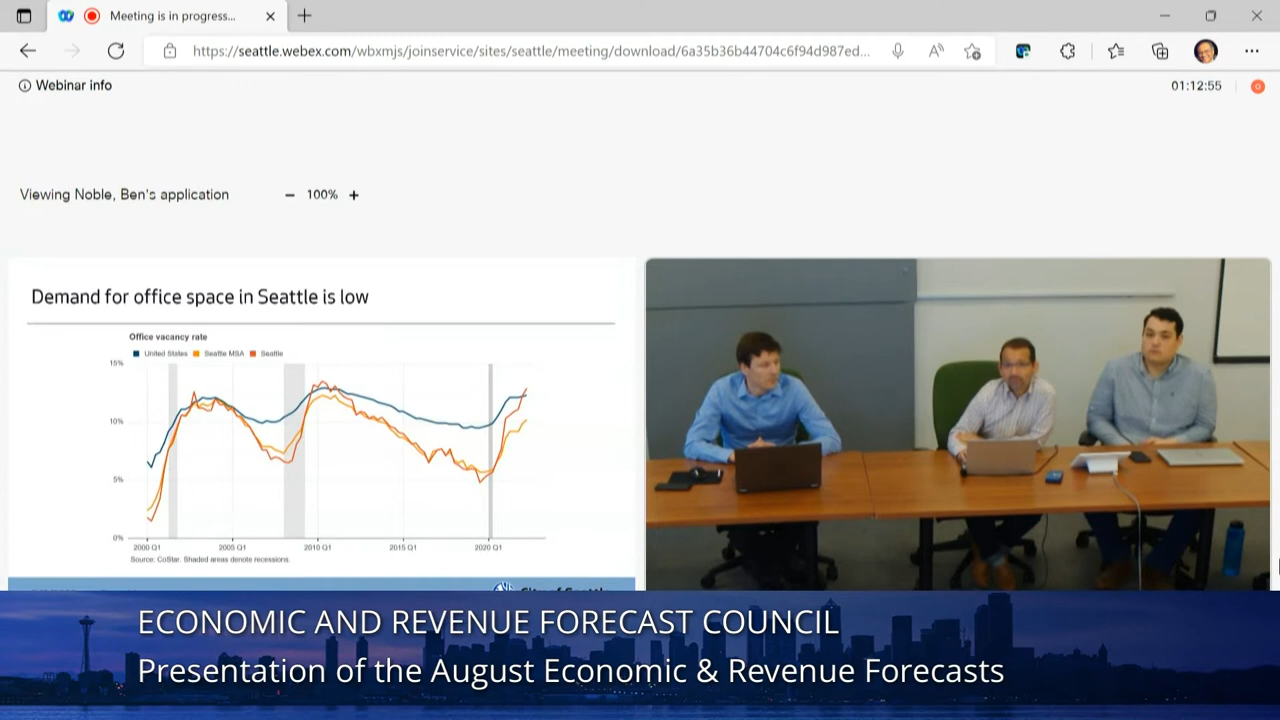 Meeting is in progress...
https://seattle.webex.com/wbxmjs/joinservice/sites/seattle/meeting/download/6a35b36b44704c6f94d987ed...
Webinar info
01:12:55
Viewing Noble, Ben's application
− 100% +
Demand for office space in Seattle is low
Office vacancy rate
United States Seattle MSA Seattle
15%
10%
5%
0%
2000 Q1 2005 Q1 2010 Q1 2015 Q1 2020 Q1
Source: CoStar. Shaded areas denote recessions.
ECONOMIC AND REVENUE FORECAST COUNCIL
Presentation of the August Economic & Revenue Forecasts